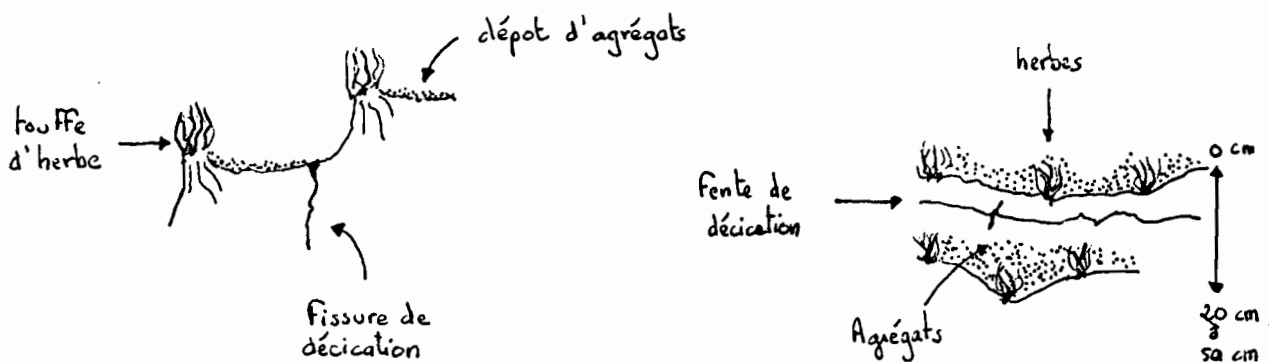 dépot d'agrégats
touffe
d'herbe
Fissure de
décication
herbes
Fente de
décication
Agrégats
0 cm
20 cm
à
50 cm